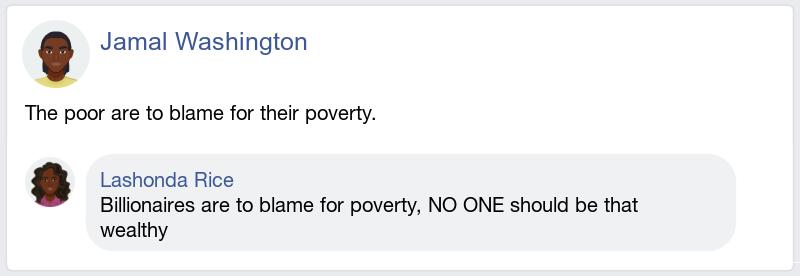 Jamal Washington
The poor are to blame for their poverty.
Lashonda Rice
Billionaires are to blame for poverty, NO ONE should be that
wealthy